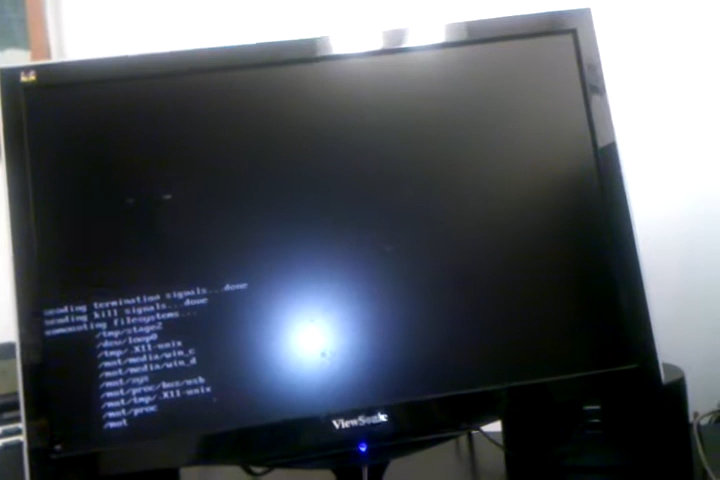 sending termination signals...done
sending kill signals...done
unmounting filesystems...
/tmp/stage2
/dev/loop0
/tmp/.X11-unix
/mnt/media/win_c
/mnt/media/win_d
/mnt/sys
/mnt/proc/bus/usb
/mnt/tmp/.X11-unix
/mnt/proc
/mnt
ViewSonic